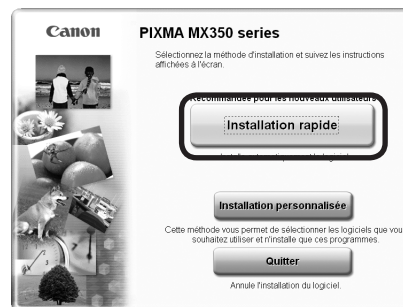 Canon
PIXMA MX350 series
Sélectionnez la méthode d'installation et suivez les instructions
affichées à l'écran.
Recommandée pour les nouveaux utilisateurs
Installation rapide
Installation personnalisée
Cette méthode vous permet de sélectionner les logiciels que vou
souhaitez utiliser et n'installe que ces programmes.
Quitter
Annule l'installation du logiciel.